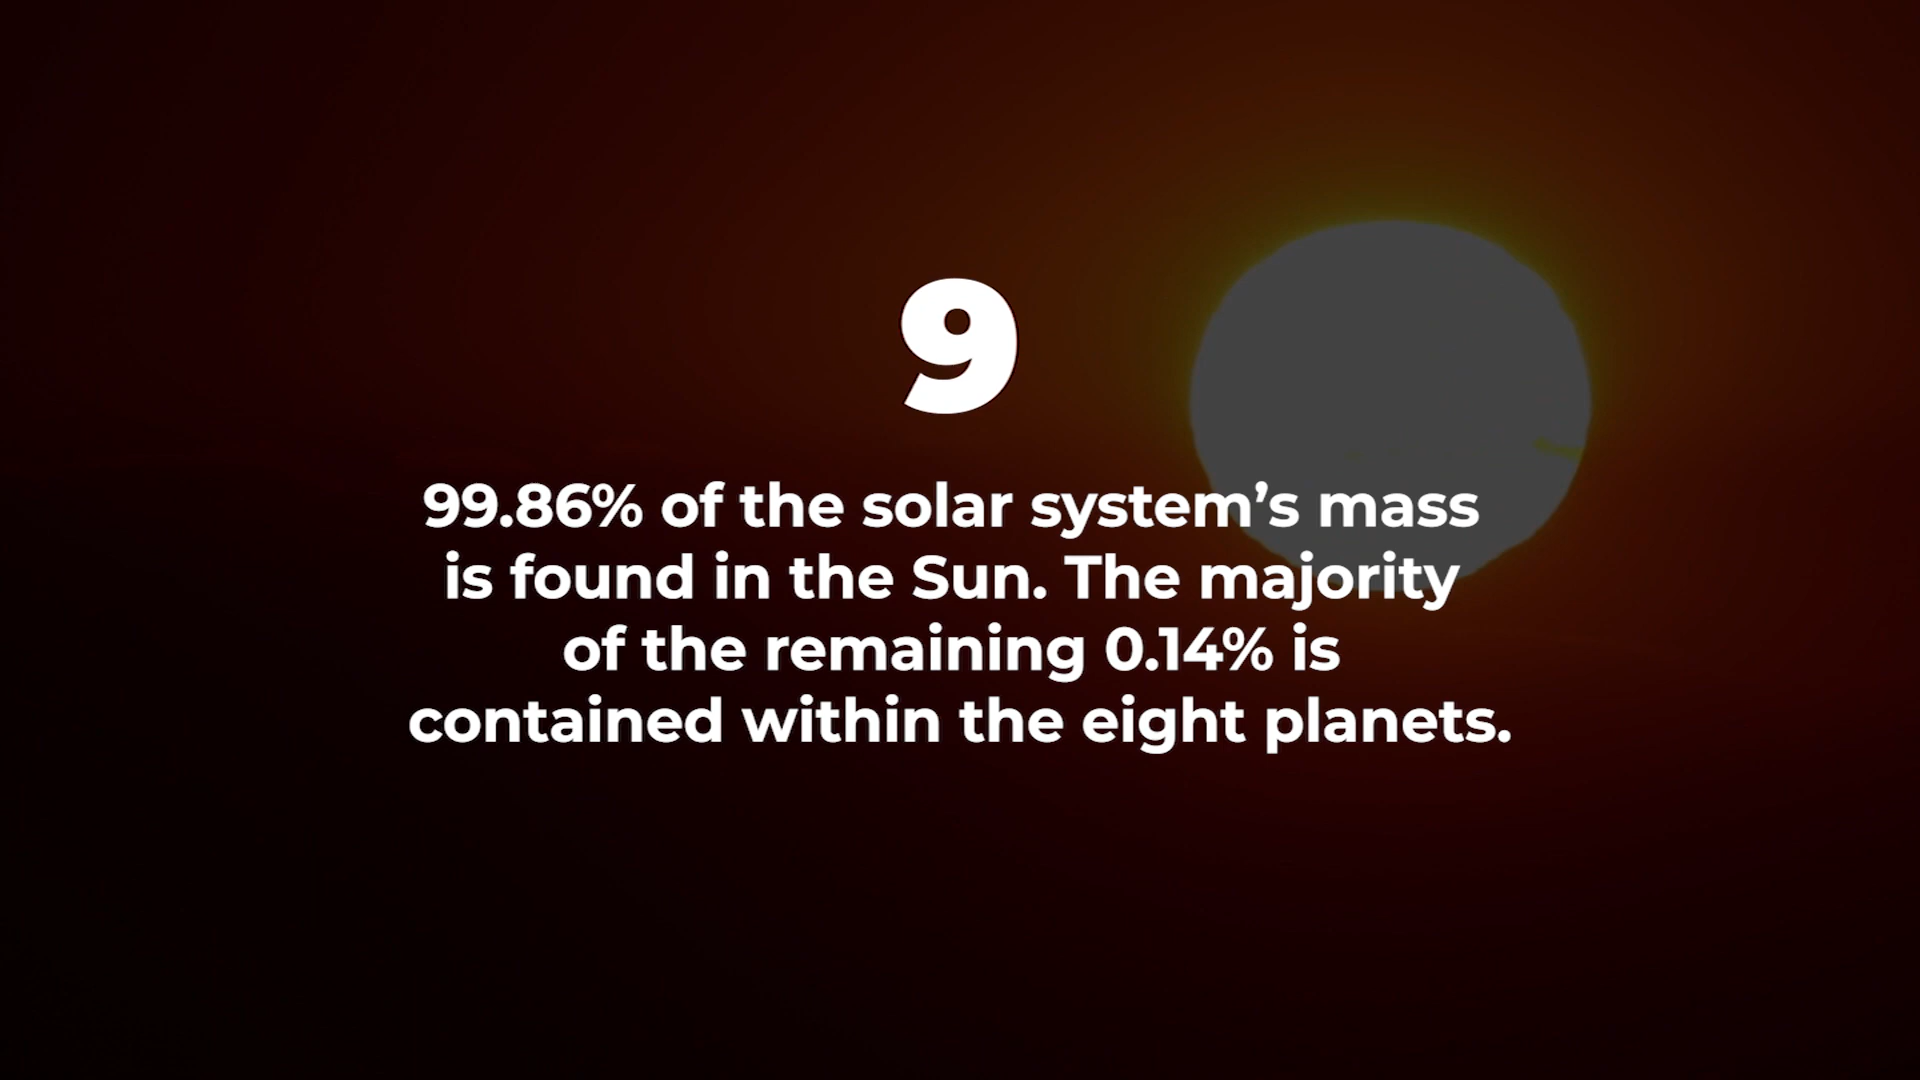 9
99.86% of the solar system’s mass
is found in the Sun. The majority
of the remaining 0.14% is
contained within the eight planets.